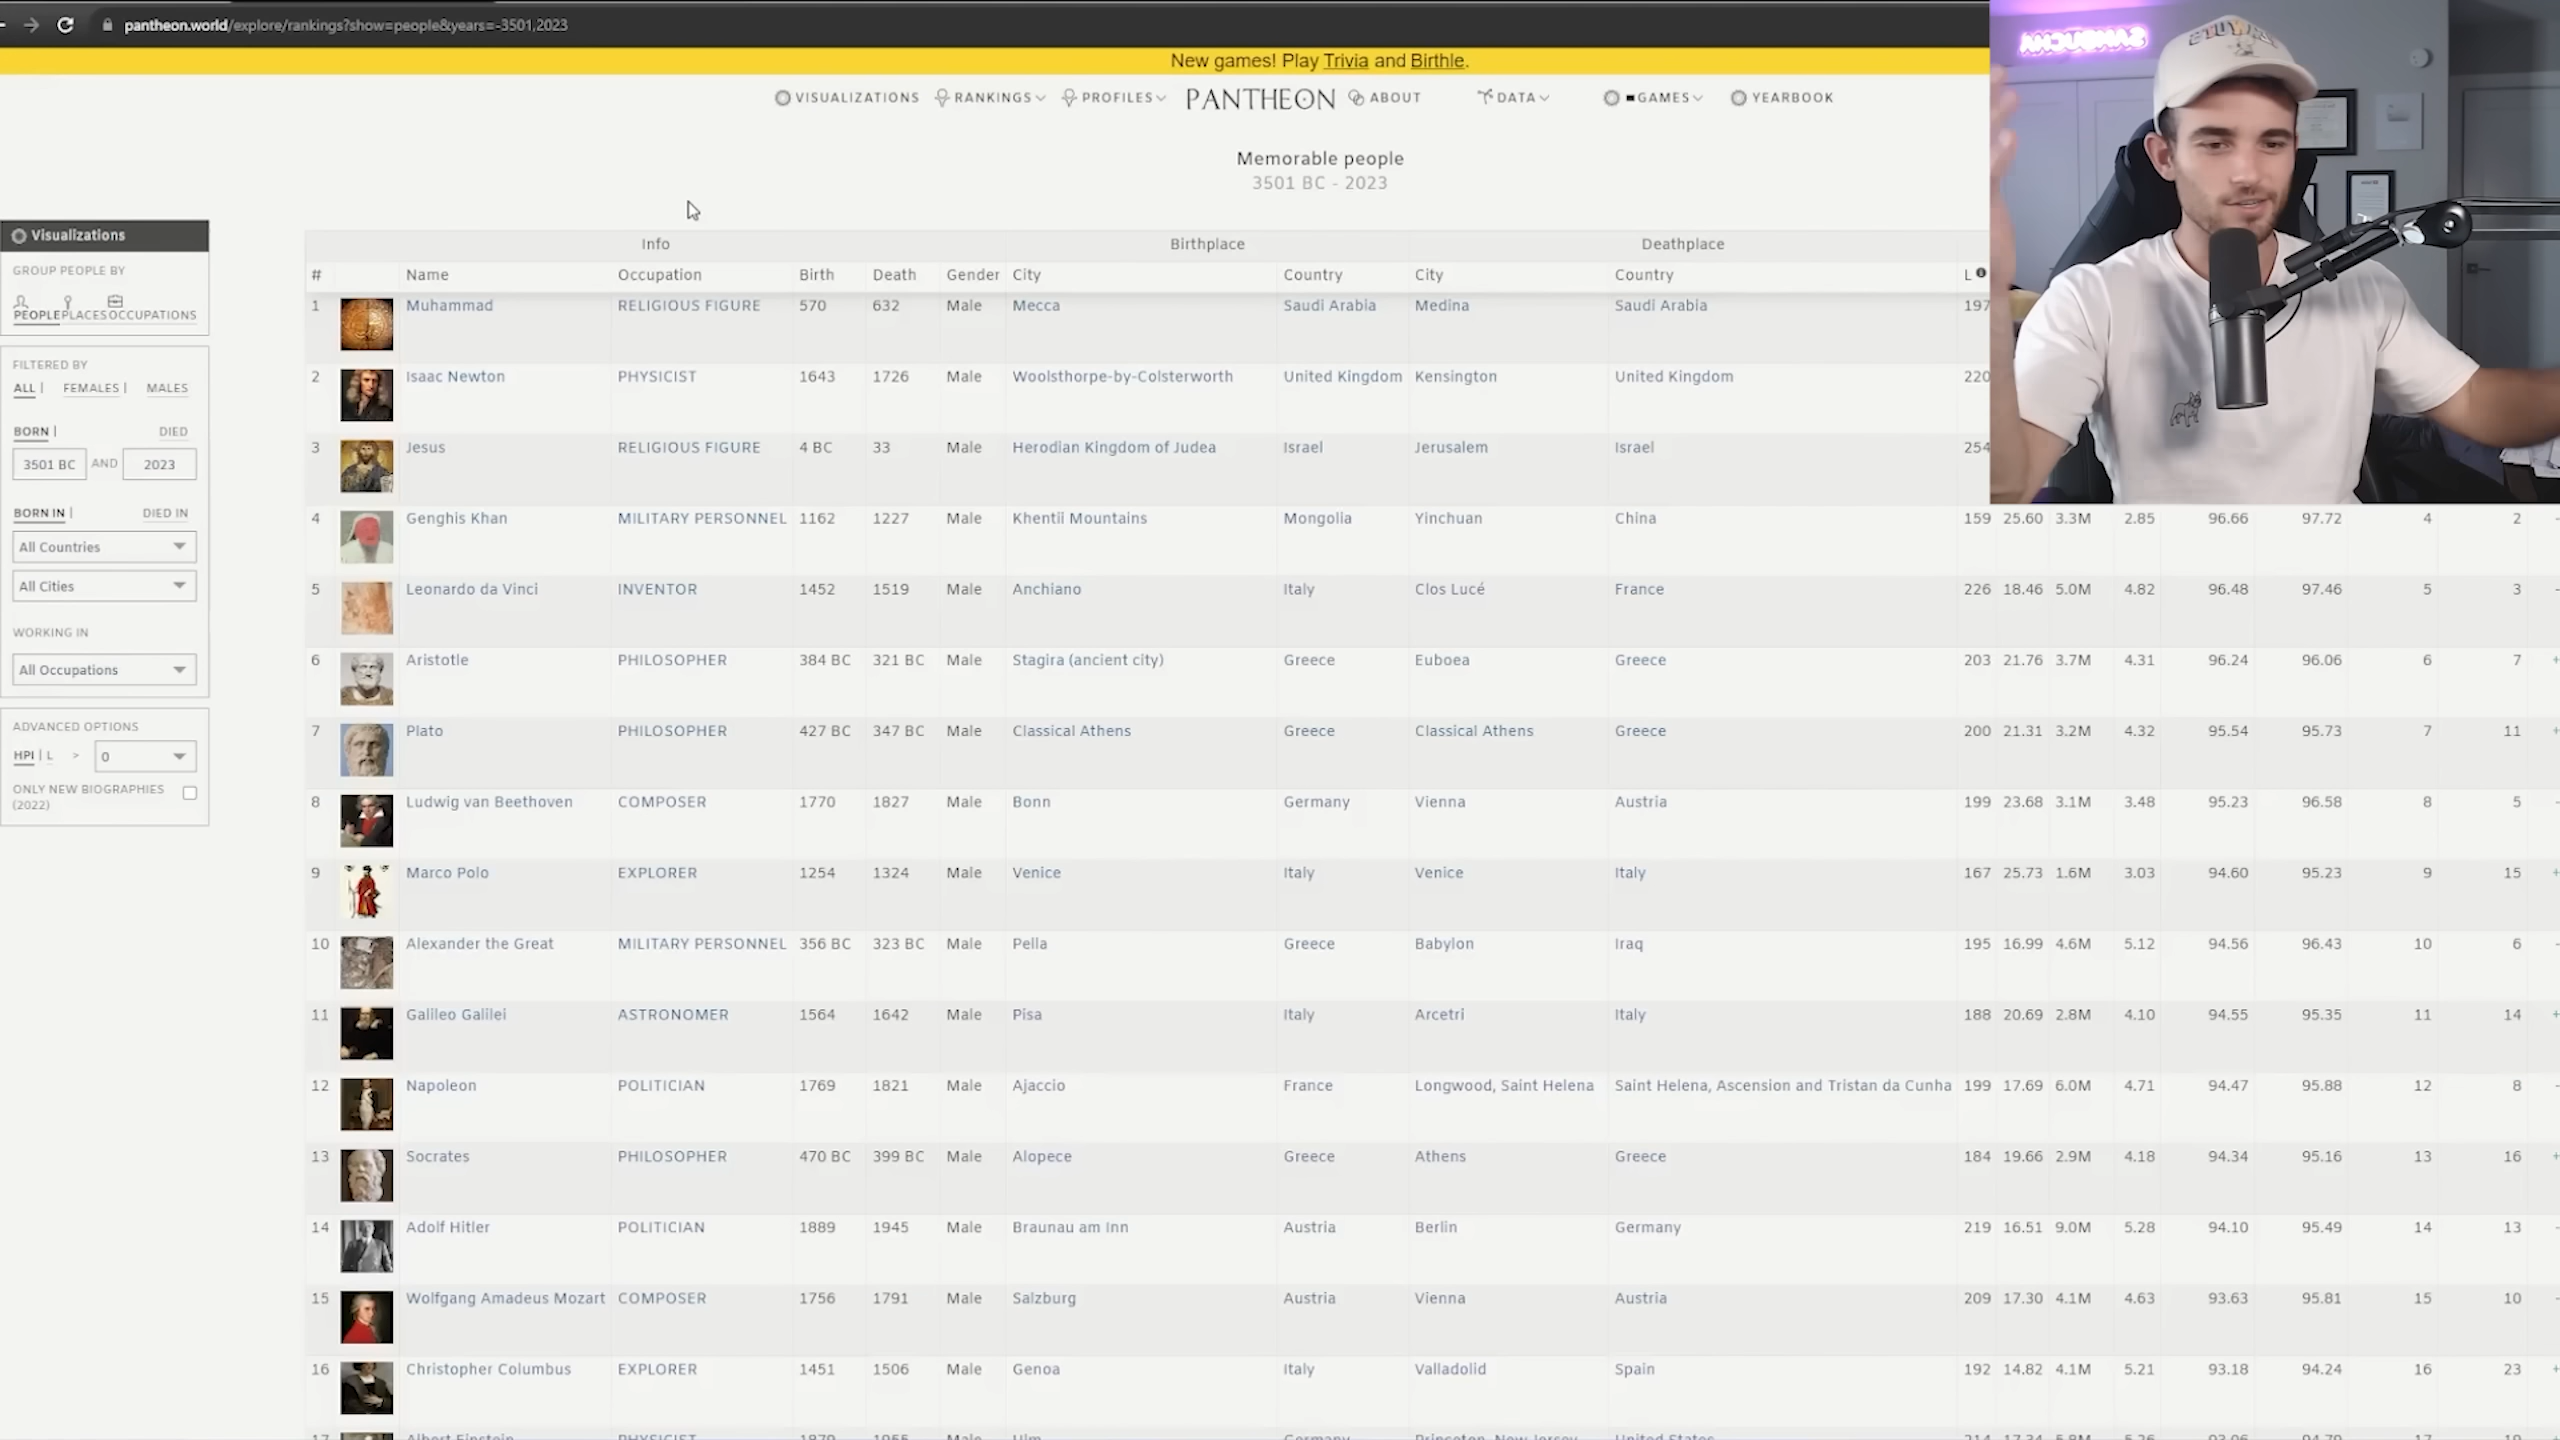 pantheon.world/explore/rankings?show=people&years=-3501,2023
New games! Play Trivia and Birthle.
VISUALIZATIONS RANKINGS PROFILES PANTHEON ABOUT DATA GAMES YEARBOOK
Memorable people
3501 BC - 2023
Visualizations
GROUP PEOPLE BY
PEOPLE PLACES OCCUPATIONS
FILTERED BY
ALL | FEMALES | MALES
BORN | DIED
3501 BC AND 2023
BORN IN | DIED IN
All Countries
All Cities
WORKING IN
All Occupations
ADVANCED OPTIONS
HPI | L > 0
ONLY NEW BIOGRAPHIES
(2022)
Info Birthplace Deathplace
# Name Occupation Birth Death Gender City Country City Country L
1 Muhammad RELIGIOUS FIGURE 570 632 Male Mecca Saudi Arabia Medina Saudi Arabia 197
2 Isaac Newton PHYSICIST 1643 1726 Male Woolsthorpe-by-Colsterworth United Kingdom Kensington United Kingdom 220
3 Jesus RELIGIOUS FIGURE 4 BC 33 Male Herodian Kingdom of Judea Israel Jerusalem Israel 254
4 Genghis Khan MILITARY PERSONNEL 1162 1227 Male Khentii Mountains Mongolia Yinchuan China 159 25.60 3.3M 2.85 96.66 97.72 4 2 -
5 Leonardo da Vinci INVENTOR 1452 1519 Male Anchiano Italy Clos Lucé France 226 18.46 5.0M 4.82 96.48 97.46 5 3 -
6 Aristotle PHILOSOPHER 384 BC 321 BC Male Stagira (ancient city) Greece Euboea Greece 203 21.76 3.7M 4.31 96.24 96.06 6 7 +
7 Plato PHILOSOPHER 427 BC 347 BC Male Classical Athens Greece Classical Athens Greece 200 21.31 3.2M 4.32 95.54 95.73 7 11 +
8 Ludwig van Beethoven COMPOSER 1770 1827 Male Bonn Germany Vienna Austria 199 23.68 3.1M 3.48 95.23 96.58 8 5 -
9 Marco Polo EXPLORER 1254 1324 Male Venice Italy Venice Italy 167 25.73 1.6M 3.03 94.60 95.23 9 15 +
10 Alexander the Great MILITARY PERSONNEL 356 BC 323 BC Male Pella Greece Babylon Iraq 195 16.99 4.6M 5.12 94.56 96.43 10 6 -
11 Galileo Galilei ASTRONOMER 1564 1642 Male Pisa Italy Arcetri Italy 188 20.69 2.8M 4.10 94.55 95.35 11 14 +
12 Napoleon POLITICIAN 1769 1821 Male Ajaccio France Longwood, Saint Helena Saint Helena, Ascension and Tristan da Cunha 199 17.69 6.0M 4.71 94.47 95.88 12 8 -
13 Socrates PHILOSOPHER 470 BC 399 BC Male Alopece Greece Athens Greece 184 19.66 2.9M 4.18 94.34 95.16 13 16 +
14 Adolf Hitler POLITICIAN 1889 1945 Male Braunau am Inn Austria Berlin Germany 219 16.51 9.0M 5.28 94.10 95.49 14 13 -
15 Wolfgang Amadeus Mozart COMPOSER 1756 1791 Male Salzburg Austria Vienna Austria 209 17.30 4.1M 4.63 93.63 95.81 15 10 -
16 Christopher Columbus EXPLORER 1451 1506 Male Genoa Italy Valladolid Spain 192 14.82 4.1M 5.21 93.18 94.24 16 23 +
17 Albert Einstein PHYSICIST 1879 1955 Male Ulm Germany Princeton, New Jersey United States